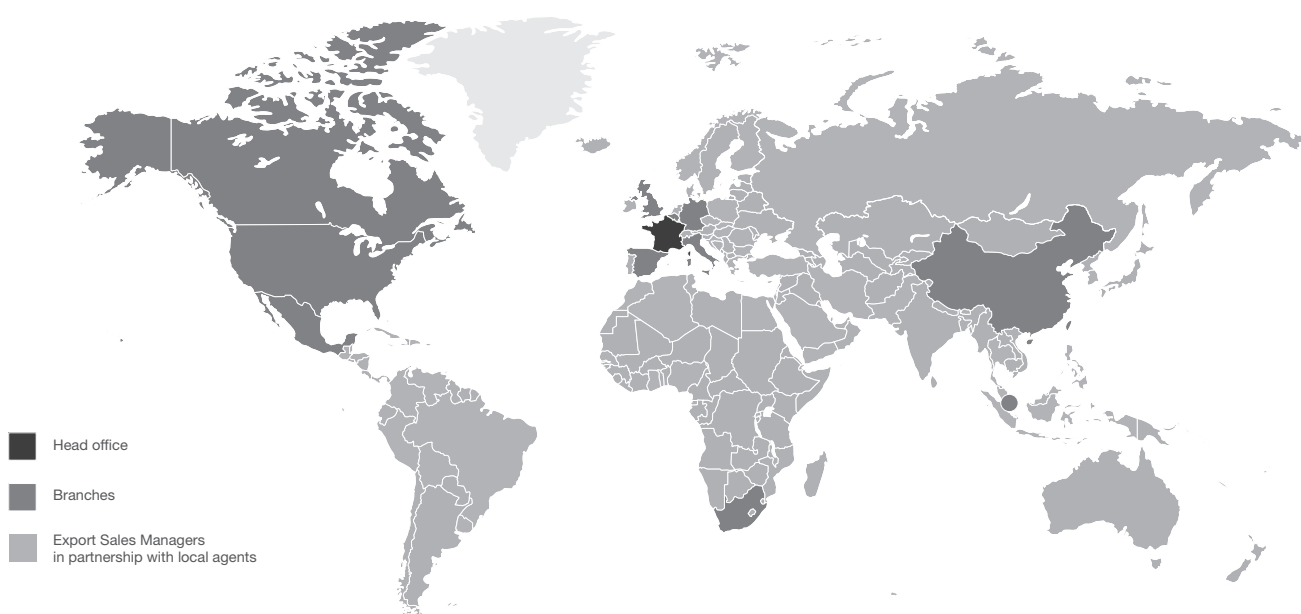 Head office
Branches
Export Sales Managers
in partnership with local agents